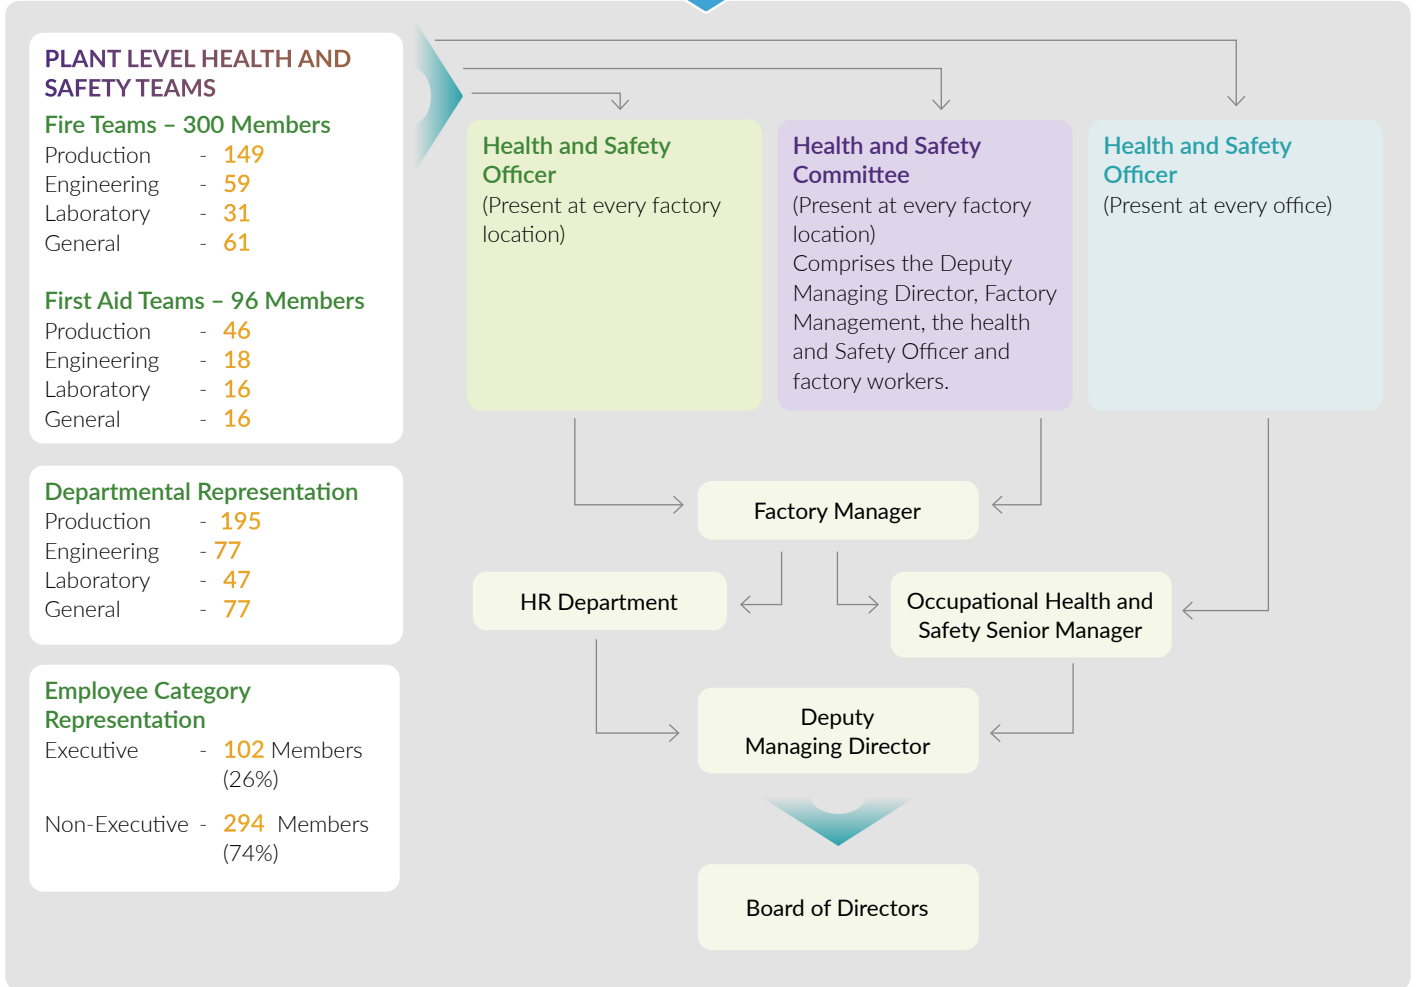 PLANT LEVEL HEALTH AND
SAFETY TEAMS
Fire Teams – 300 Members
Production - 149
Engineering - 59
Laboratory - 31
General - 61
First Aid Teams – 96 Members
Production - 46
Engineering - 18
Laboratory - 16
General - 16
Departmental Representation
Production - 195
Engineering - 77
Laboratory - 47
General - 77
Employee Category
Representation
Executive - 102 Members
(26%)
Non-Executive - 294 Members
(74%)
Health and Safety
Officer
(Present at every factory
location)
Health and Safety
Committee
(Present at every factory
location)
Comprises the Deputy
Managing Director, Factory
Management, the health
and Safety Officer and
factory workers.
Health and Safety
Officer
(Present at every office)
Factory Manager
HR Department
Occupational Health and
Safety Senior Manager
Deputy
Managing Director
Board of Directors